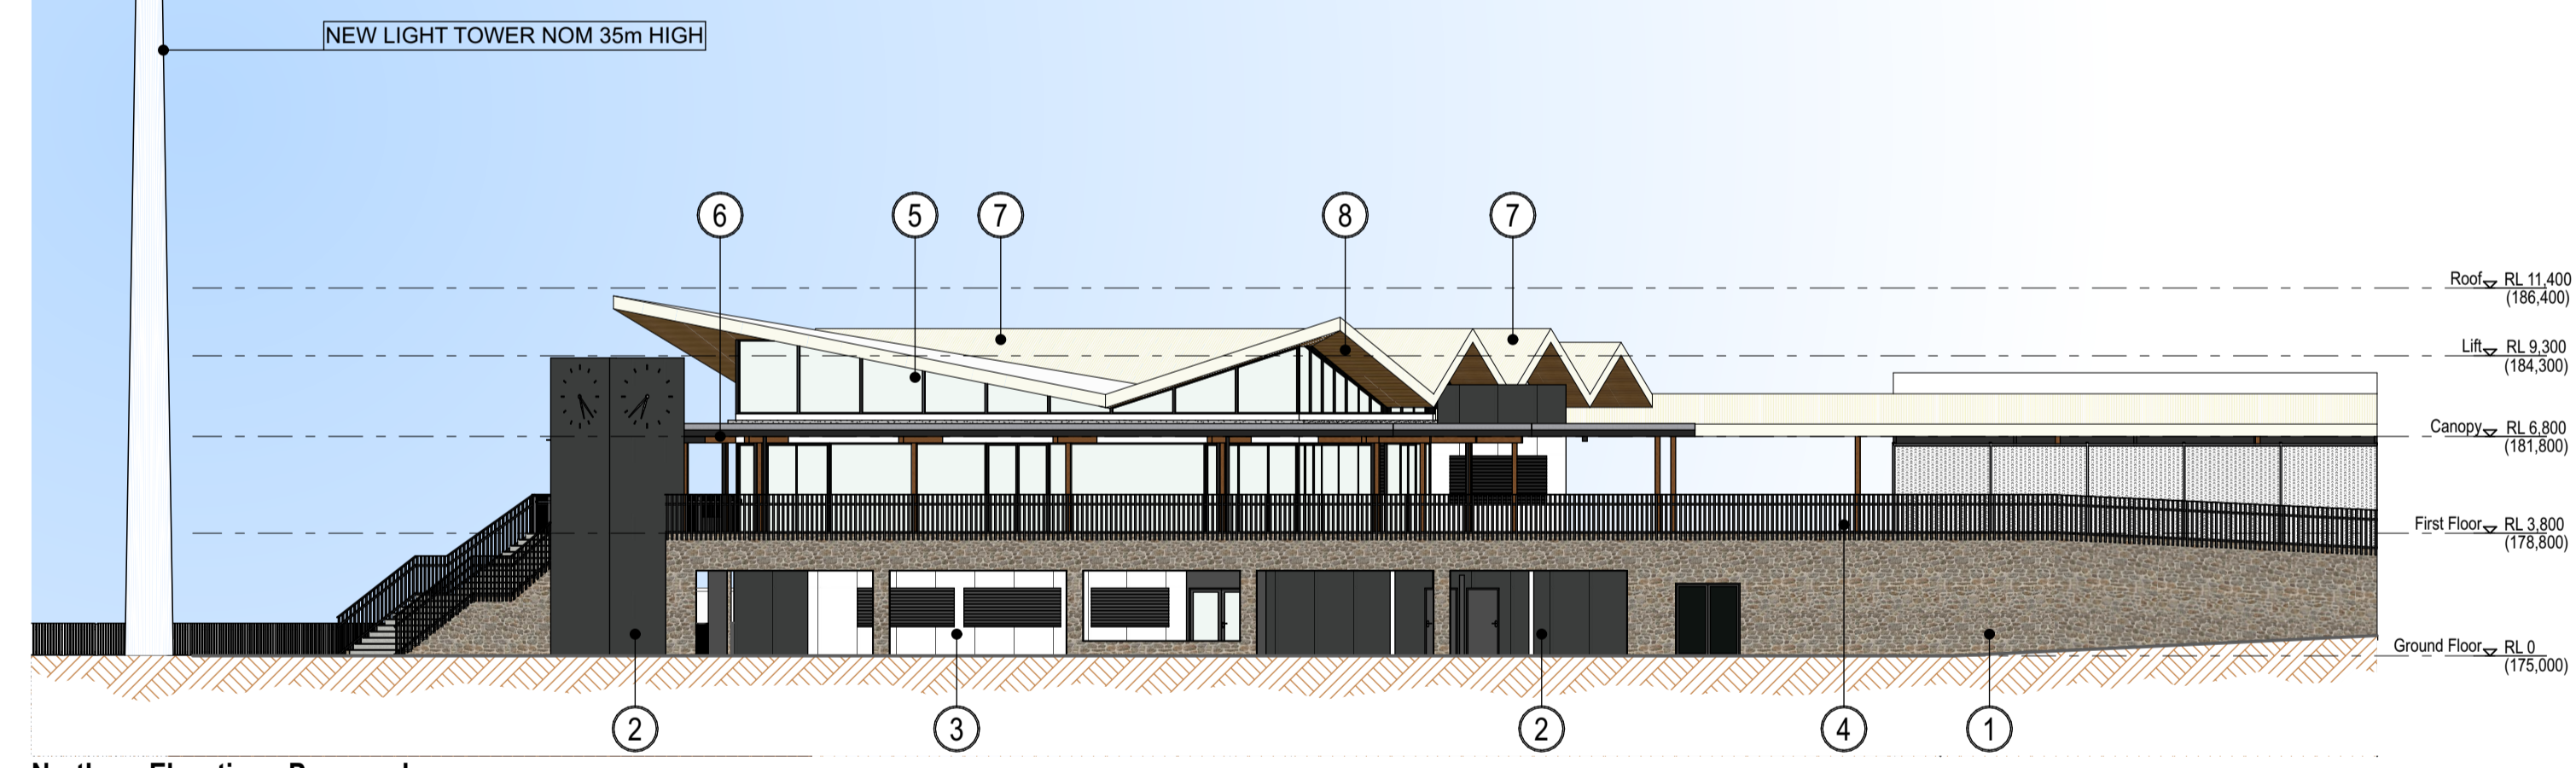 NEW LIGHT TOWER NOM 35m HIGH
6
5
7
8
7
Roof RL 11,400
(186,400)
Lift RL 9,300
(184,300)
Canopy RL 6,800
(181,800)
First Floor RL 3,800
(178,800)
Ground Floor RL 0
(175,000)
2
3
2
4
1